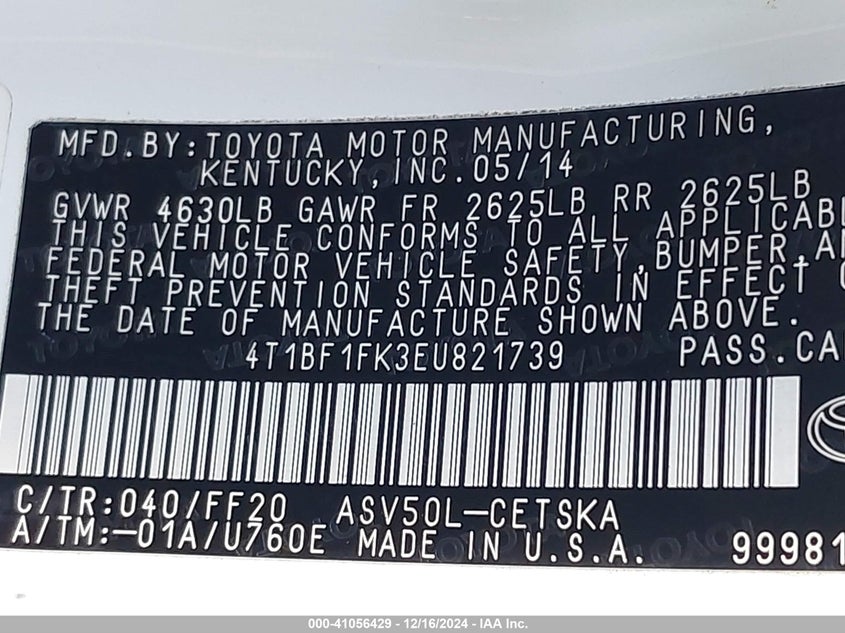 MFD.BY:TOYOTA MOTOR MANUFACTURING,
KENTUCKY,INC.05/14
GVWR 4630LB GAWR FR 2625LB RR 2625LB
THIS VEHICLE CONFORMS TO ALL APPLICABL
FEDERAL MOTOR VEHICLE SAFETY,BUMPER,AN
THEFT PREVENTION STANDARDS IN EFFECT O
THE DATE OF MANUFACTURE SHOWN ABOVE.
4T1BF1FK3EU821739 PASS.CA
C/TR:040/FF20 ASV50L-CETSKA
A/TM:-01A/U760E MADE IN U.S.A. 99981
000-41056429 - 12/16/2024 - IAA Inc.